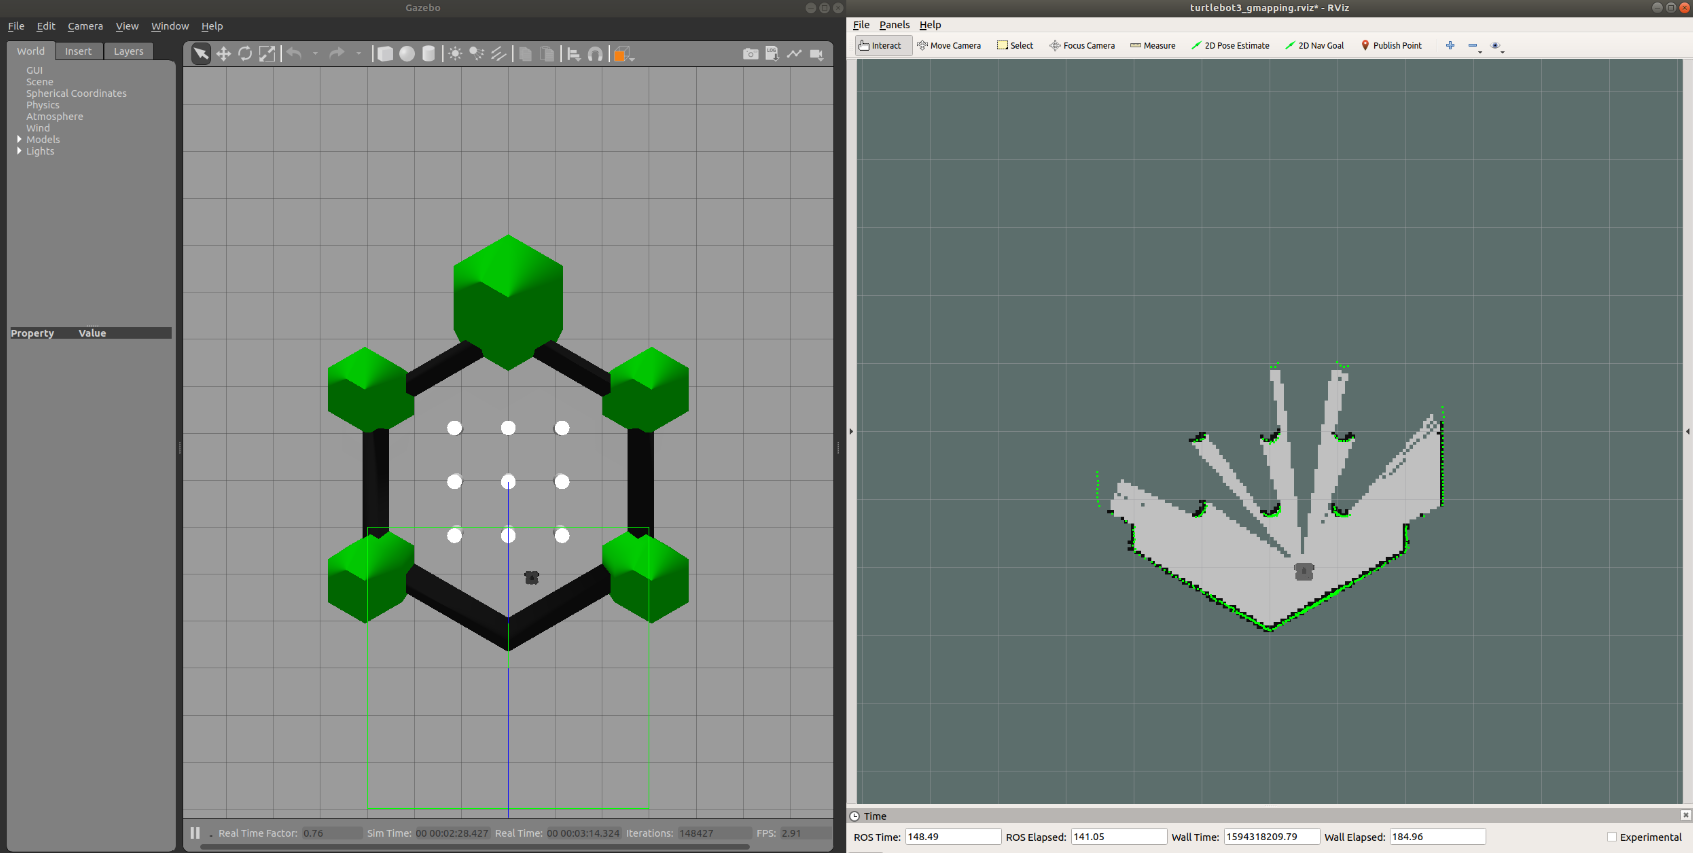 Gazebo
File Edit Camera View Window Help
World Insert Layers
GUI
Scene
Spherical Coordinates
Physics
Atmosphere
Wind
Models
Lights
Property Value
Real Time Factor: 0.76 Sim Time: 00 00:02:28.427 Real Time: 00 00:03:14.324 Iterations: 148427 FPS: 2.91
turtlebot3_gmapping.rviz* - RViz
File Panels Help
Interact Move Camera Select Focus Camera Measure 2D Pose Estimate 2D Nav Goal Publish Point
Time
ROS Time: 148.49 ROS Elapsed: 141.05 Wall Time: 1594318209.79 Wall Elapsed: 184.96 Experimental